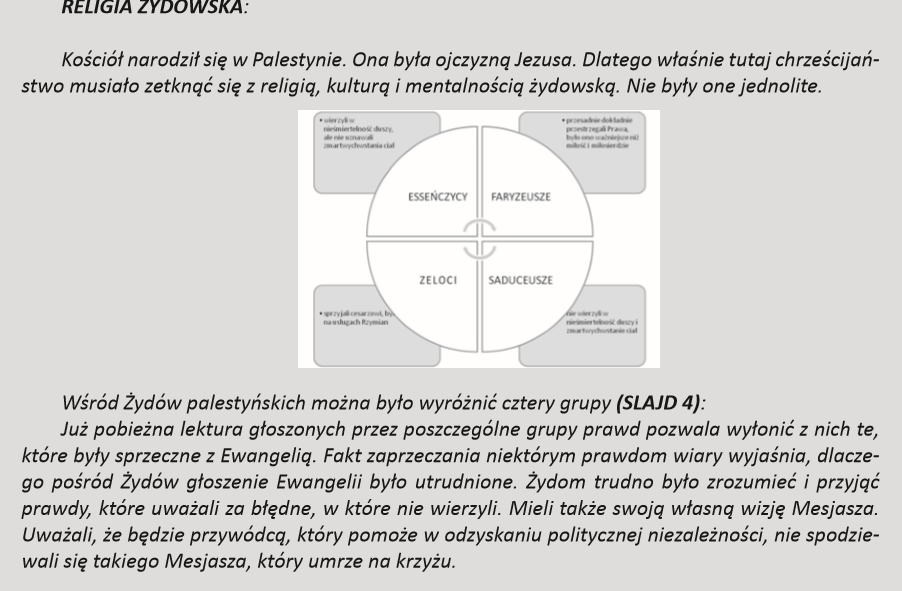 RELIGIA ŻYDOWSKA:
Kościół narodził się w Palestynie. Ona była ojczyzną Jezusa. Dlatego właśnie tutaj chrześcijań-
stwo musiało zetknąć się z religią, kulturą i mentalnością żydowską. Nie były one jednolite.
• wierzyli w
nieśmiertelność duszy,
ale nie uznawali
zmartwychwstania ciał
• przesadnie dokładnie
przestrzegali Prawa,
było ono ważniejsze niż
miłość i miłosierdzie
ESSEŃCZYCY
FARYZEUSZE
ZELOCI
SADUCEUSZE
• sprzyjali cesarzowi, by
na usługach Rzymian
nie wierzyli w
nieśmiertelność duszy i
zmartwychwstanie ciał
Wśród Żydów palestyńskich można było wyróżnić cztery grupy (SLAJD 4):
Już pobieżna lektura głoszonych przez poszczególne grupy prawd pozwala wyłonić z nich te,
które były sprzeczne z Ewangelią. Fakt zaprzeczania niektórym prawdom wiary wyjaśnia, dlacze-
go pośród Żydów głoszenie Ewangelii było utrudnione. Żydom trudno było zrozumieć i przyjąć
prawdy, które uważali za błędne, w które nie wierzyli. Mieli także swoją własną wizję Mesjasza.
Uważali, że będzie przywódcą, który pomoże w odzyskaniu politycznej niezależności, nie spodzie-
wali się takiego Mesjasza, który umrze na krzyżu.